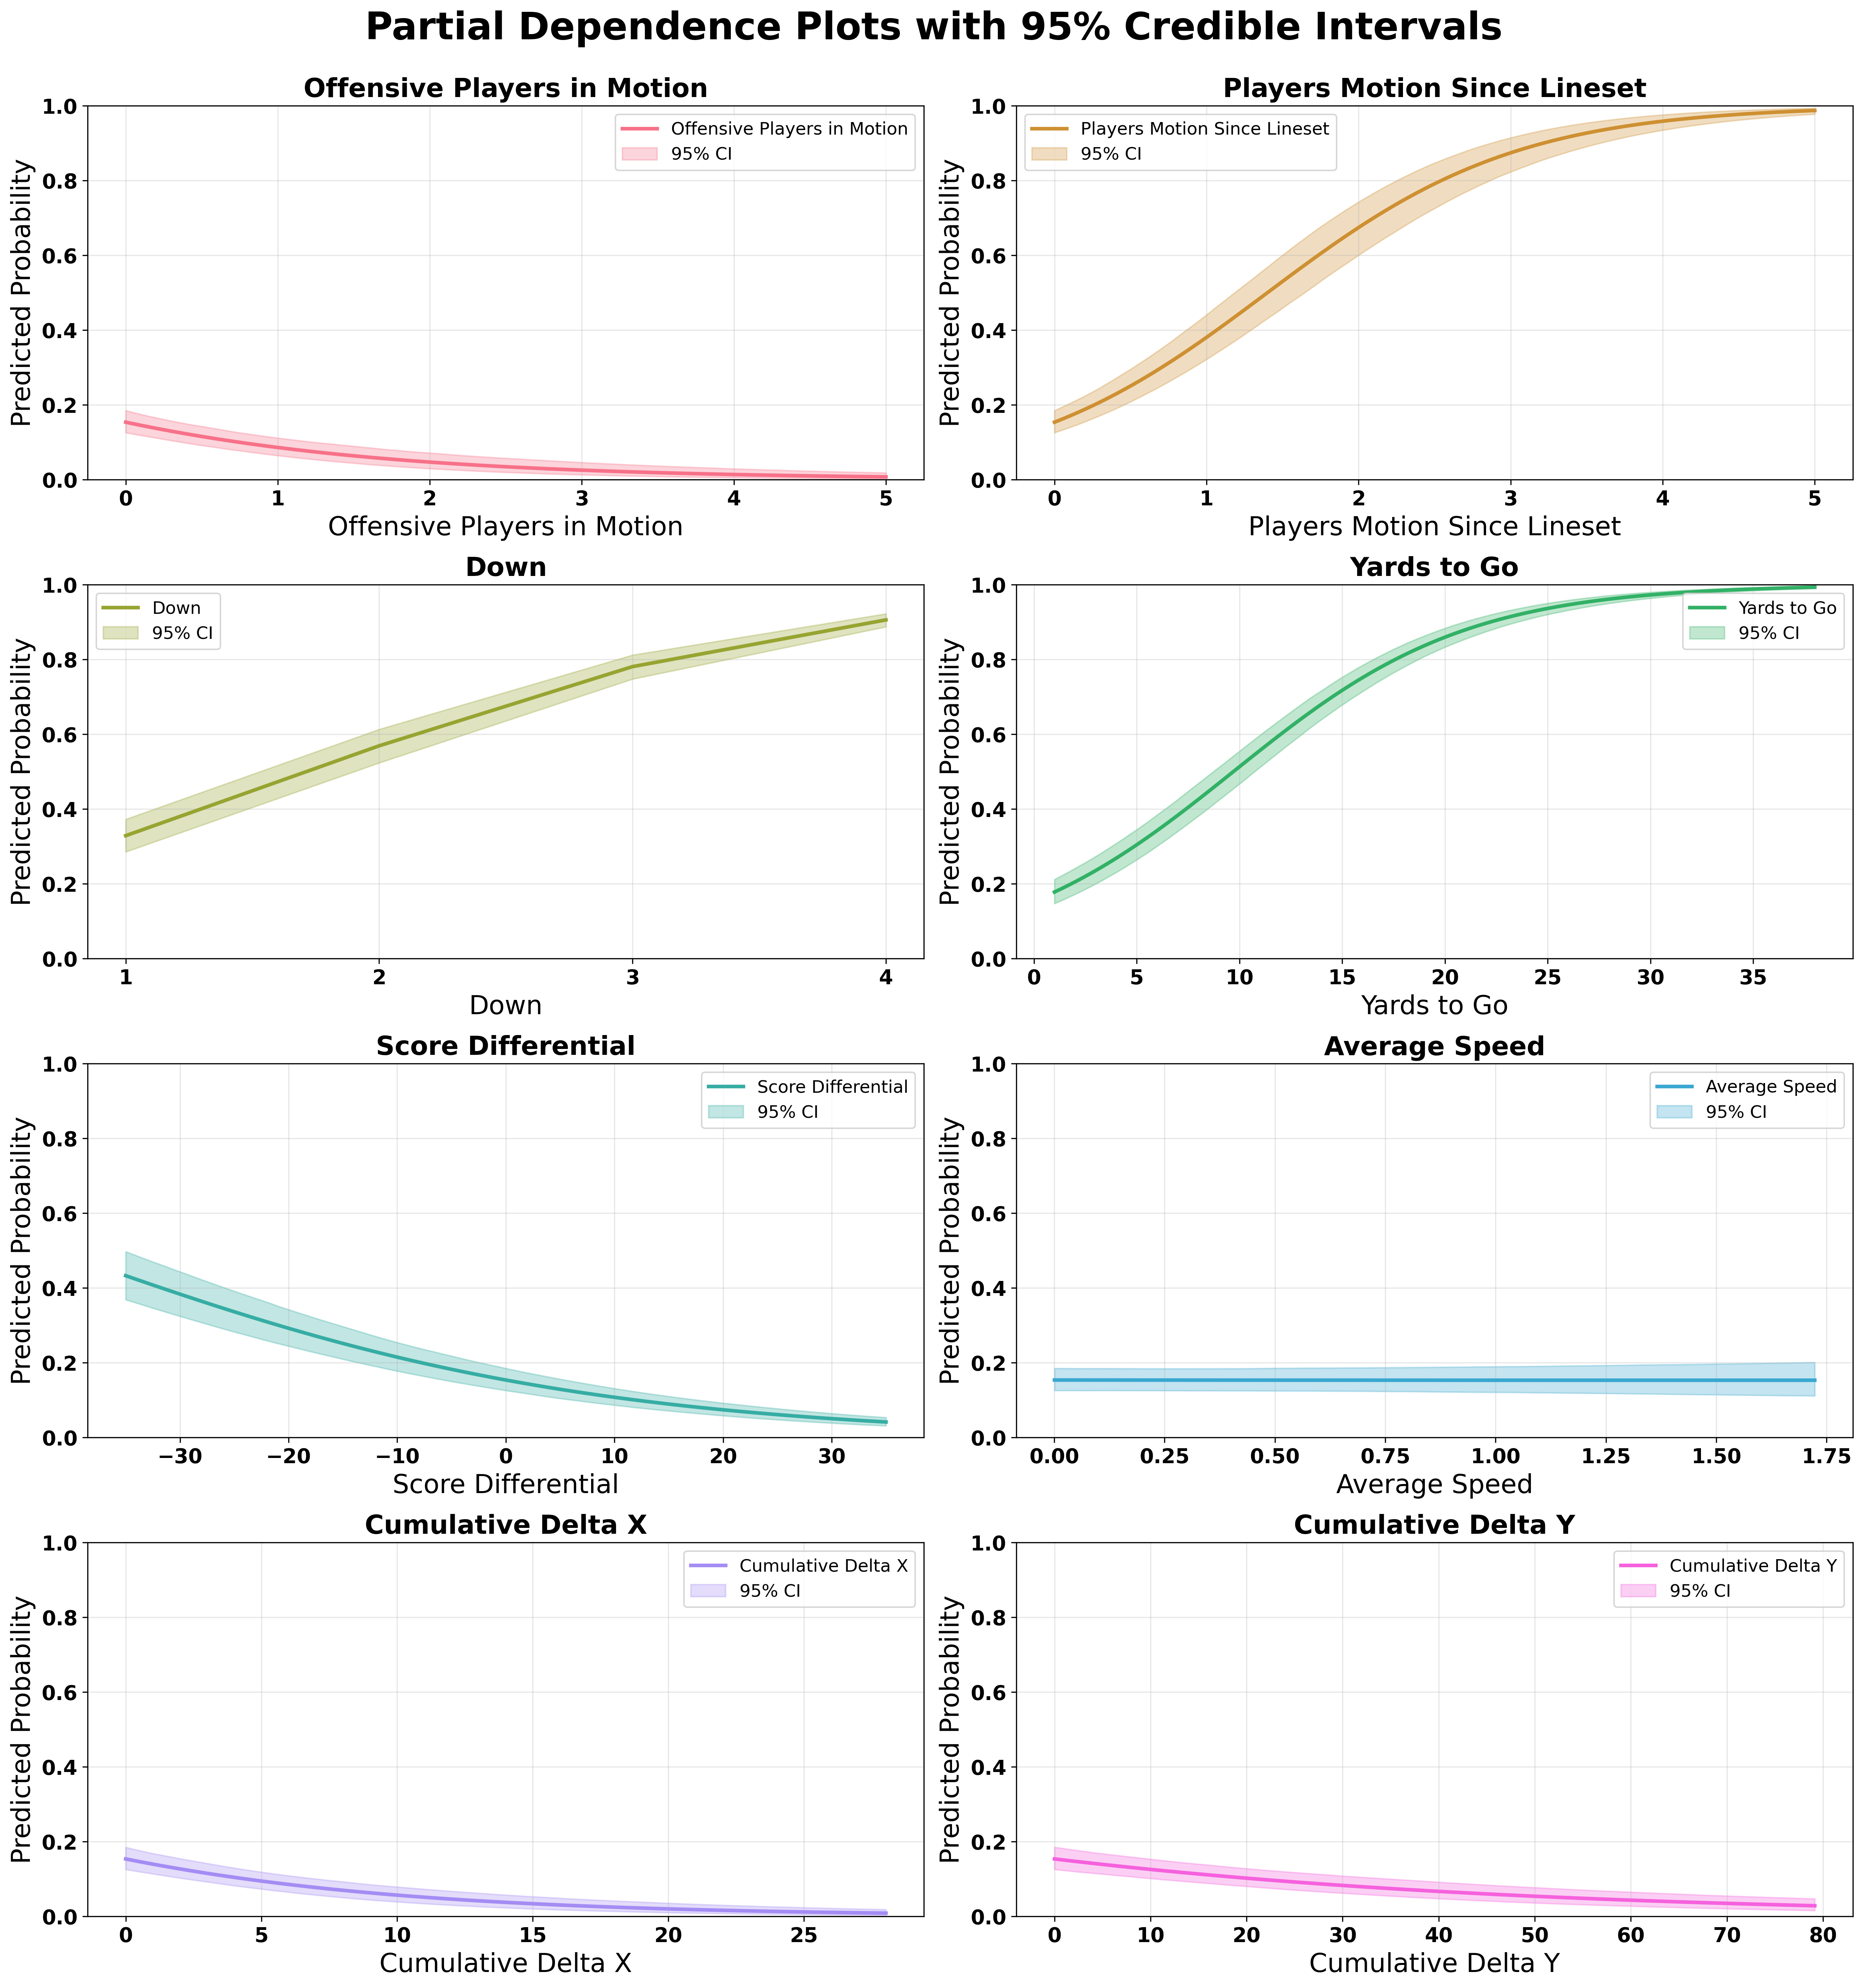 Partial Dependence Plots with 95% Credible Intervals
Offensive Players in Motion
Predicted Probability
1.0
0.8
0.6
0.4
0.2
0.0
Offensive Players in Motion
95% CI
0 1 2 3 4 5
Offensive Players in Motion
Players Motion Since Lineset
Predicted Probability
1.0
0.8
0.6
0.4
0.2
0.0
Players Motion Since Lineset
95% CI
0 1 2 3 4 5
Players Motion Since Lineset
Down
Predicted Probability
1.0
0.8
0.6
0.4
0.2
0.0
Down
95% CI
1 2 3 4
Down
Yards to Go
Predicted Probability
1.0
0.8
0.6
0.4
0.2
0.0
Yards to Go
95% CI
0 5 10 15 20 25 30 35
Yards to Go
Score Differential
Predicted Probability
1.0
0.8
0.6
0.4
0.2
0.0
Score Differential
95% CI
−30 −20 −10 0 10 20 30
Score Differential
Average Speed
Predicted Probability
1.0
0.8
0.6
0.4
0.2
0.0
Average Speed
95% CI
0.00 0.25 0.50 0.75 1.00 1.25 1.50 1.75
Average Speed
Cumulative Delta X
Predicted Probability
1.0
0.8
0.6
0.4
0.2
0.0
Cumulative Delta X
95% CI
0 5 10 15 20 25
Cumulative Delta X
Cumulative Delta Y
Predicted Probability
1.0
0.8
0.6
0.4
0.2
0.0
Cumulative Delta Y
95% CI
0 10 20 30 40 50 60 70 80
Cumulative Delta Y